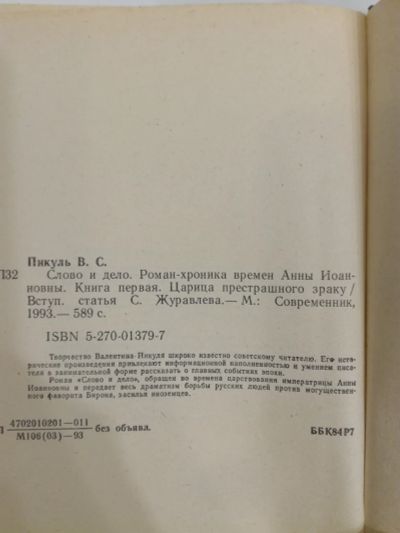 Пикуль В. С.
П32 Слово и дело. Роман-хроника времен Анны Иоан-
новны. Книга первая. Царица престрашного зраку /
Вступ. статья С. Журавлева.— М.: Современник,
1993.— 589 с.
ISBN 5-270-01379-7
Творчество Валентина Пикуля широко известно советскому читателю. Его исто-
рические произведения привлекают информационной наполненностью и умением писа-
теля в занимательной форме рассказать о главных событиях эпохи.
Роман «Слово и дело», обращен во времена царствования императрицы Анны
Иоанновны и передает весь драматизм борьбы русских людей против могуществен-
ного фаворита Бирона, засилья иноземцев.
П 4702010201—011 без объявл.
М106(03)—93
ББК84Р7